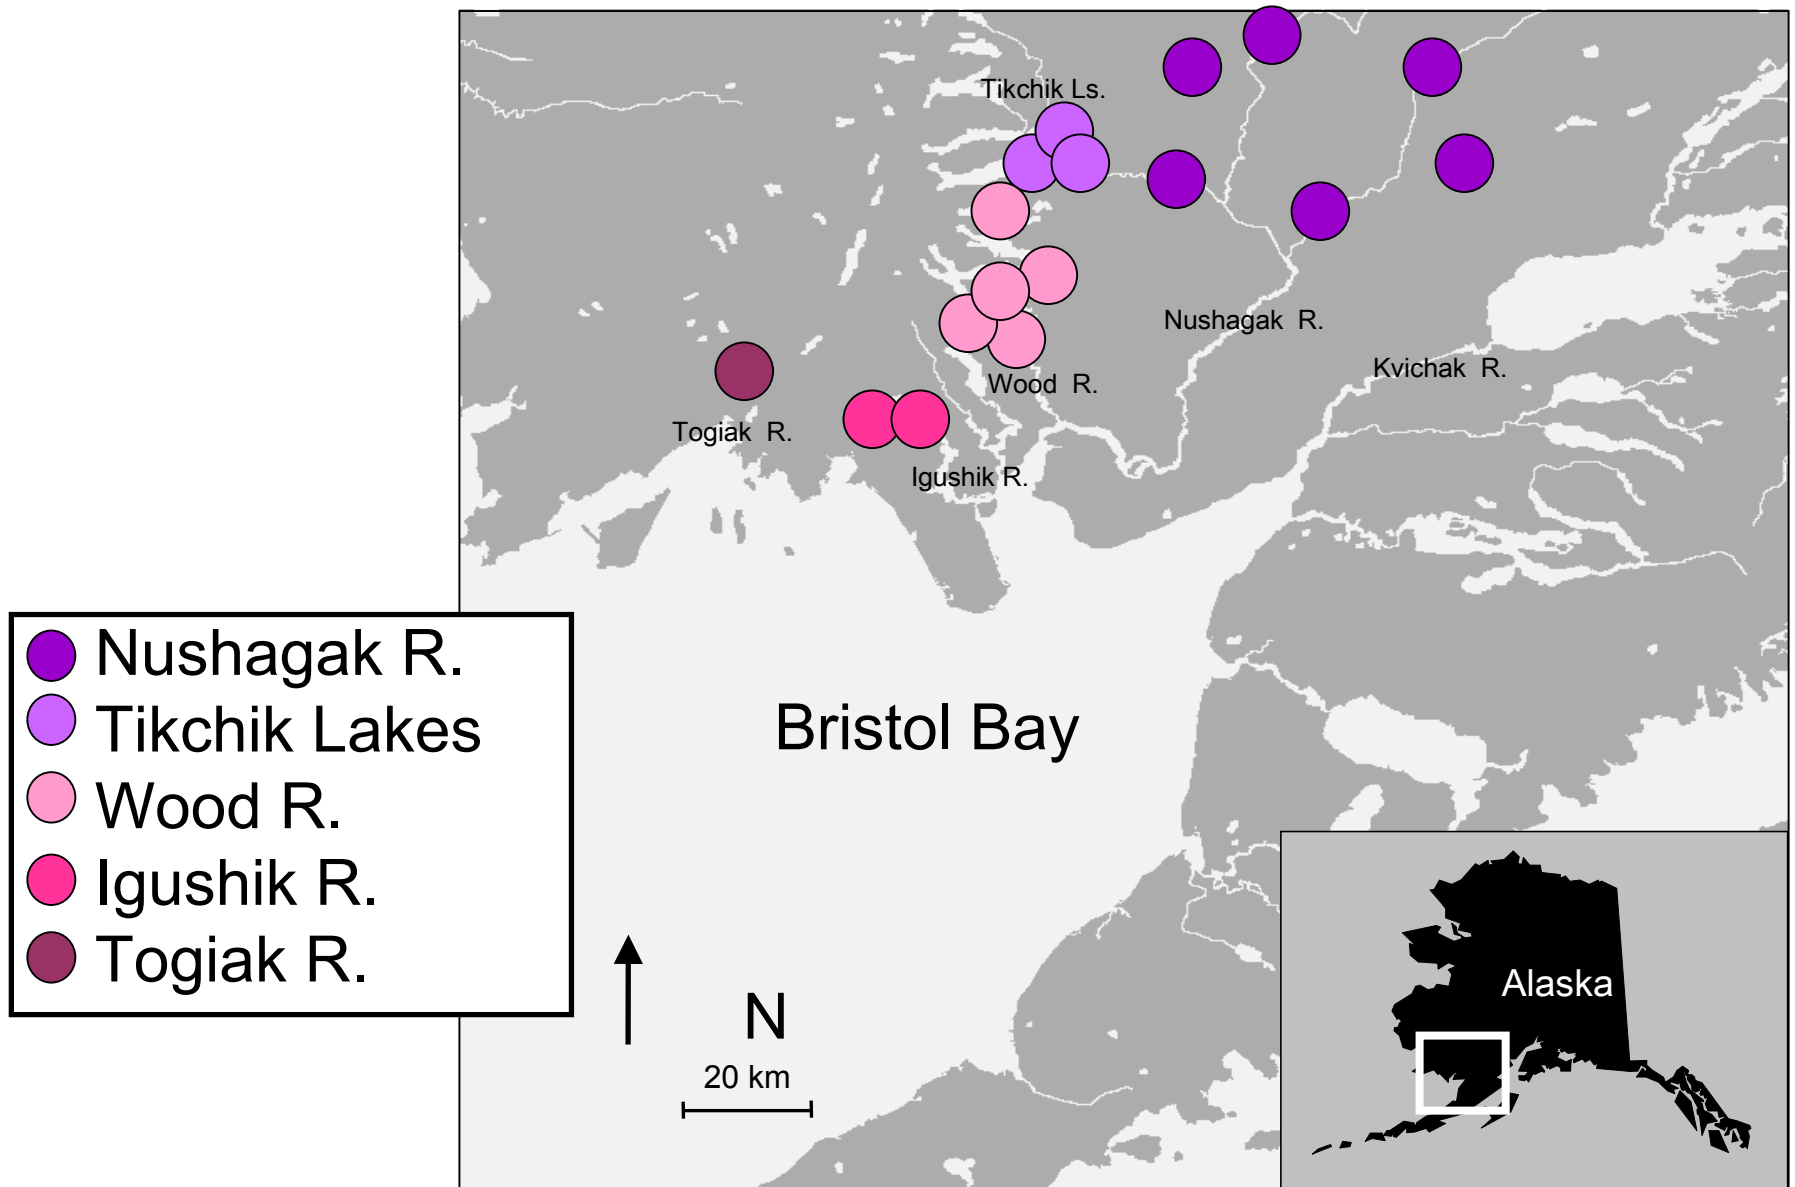 Tikchik Ls.
Nushagak R.
Kvichak R.
Wood R.
Togiak R.
Igushik R.
Nushagak R.
Tikchik Lakes
Wood R.
Igushik R.
Togiak R.
Bristol Bay
N
20 km
Alaska